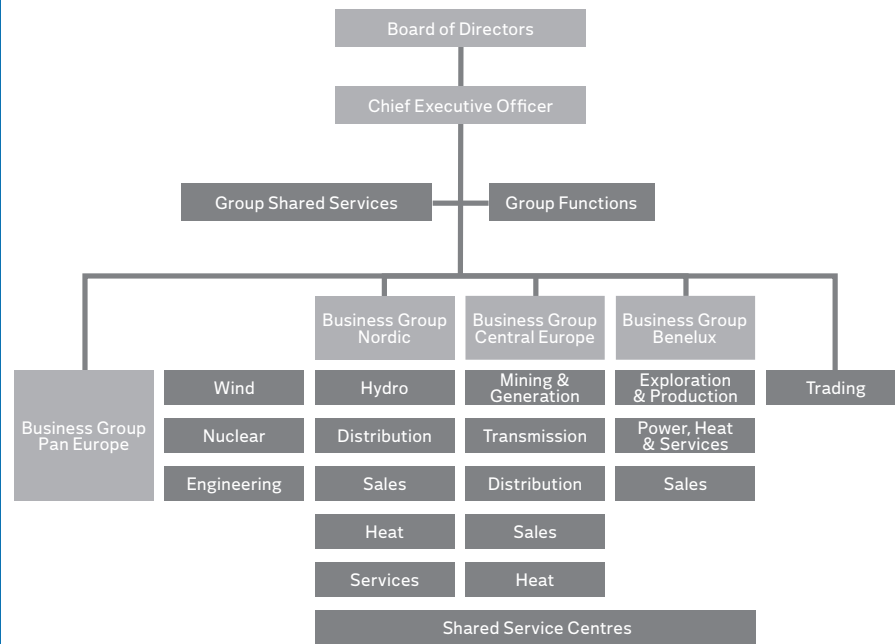 Board of Directors
Chief Executive Officer
Group Shared Services
Group Functions
Business Group
Nordic
Business Group
Central Europe
Business Group
Benelux
Business Group
Pan Europe
Wind
Nuclear
Engineering
Hydro
Distribution
Sales
Heat
Services
Mining &
Generation
Transmission
Distribution
Sales
Heat
Exploration
& Production
Power, Heat
& Services
Sales
Trading
Shared Service Centres